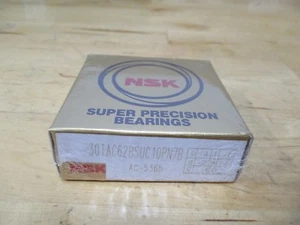 NSK
SUPER PRECISION
BEARINGS
30TAC62BSUC10PN7B
NSK